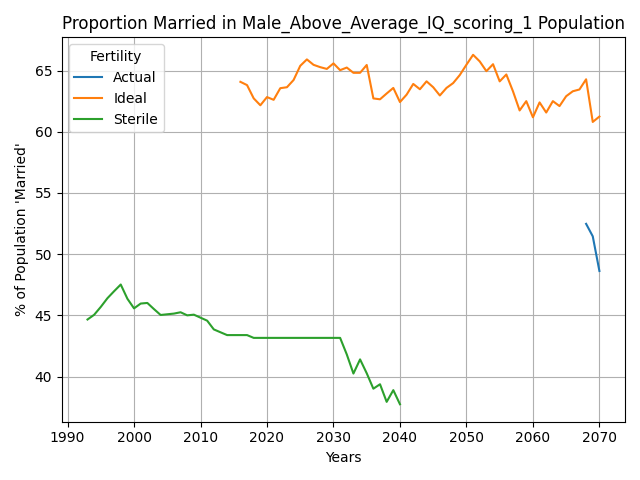 Proportion Married in Male_Above_Average_IQ_scoring_1 Population
Fertility
Actual
Ideal
Sterile
% of Population 'Married'
65
60
55
50
45
40
1990 2000 2010 2020 2030 2040 2050 2060 2070
Years